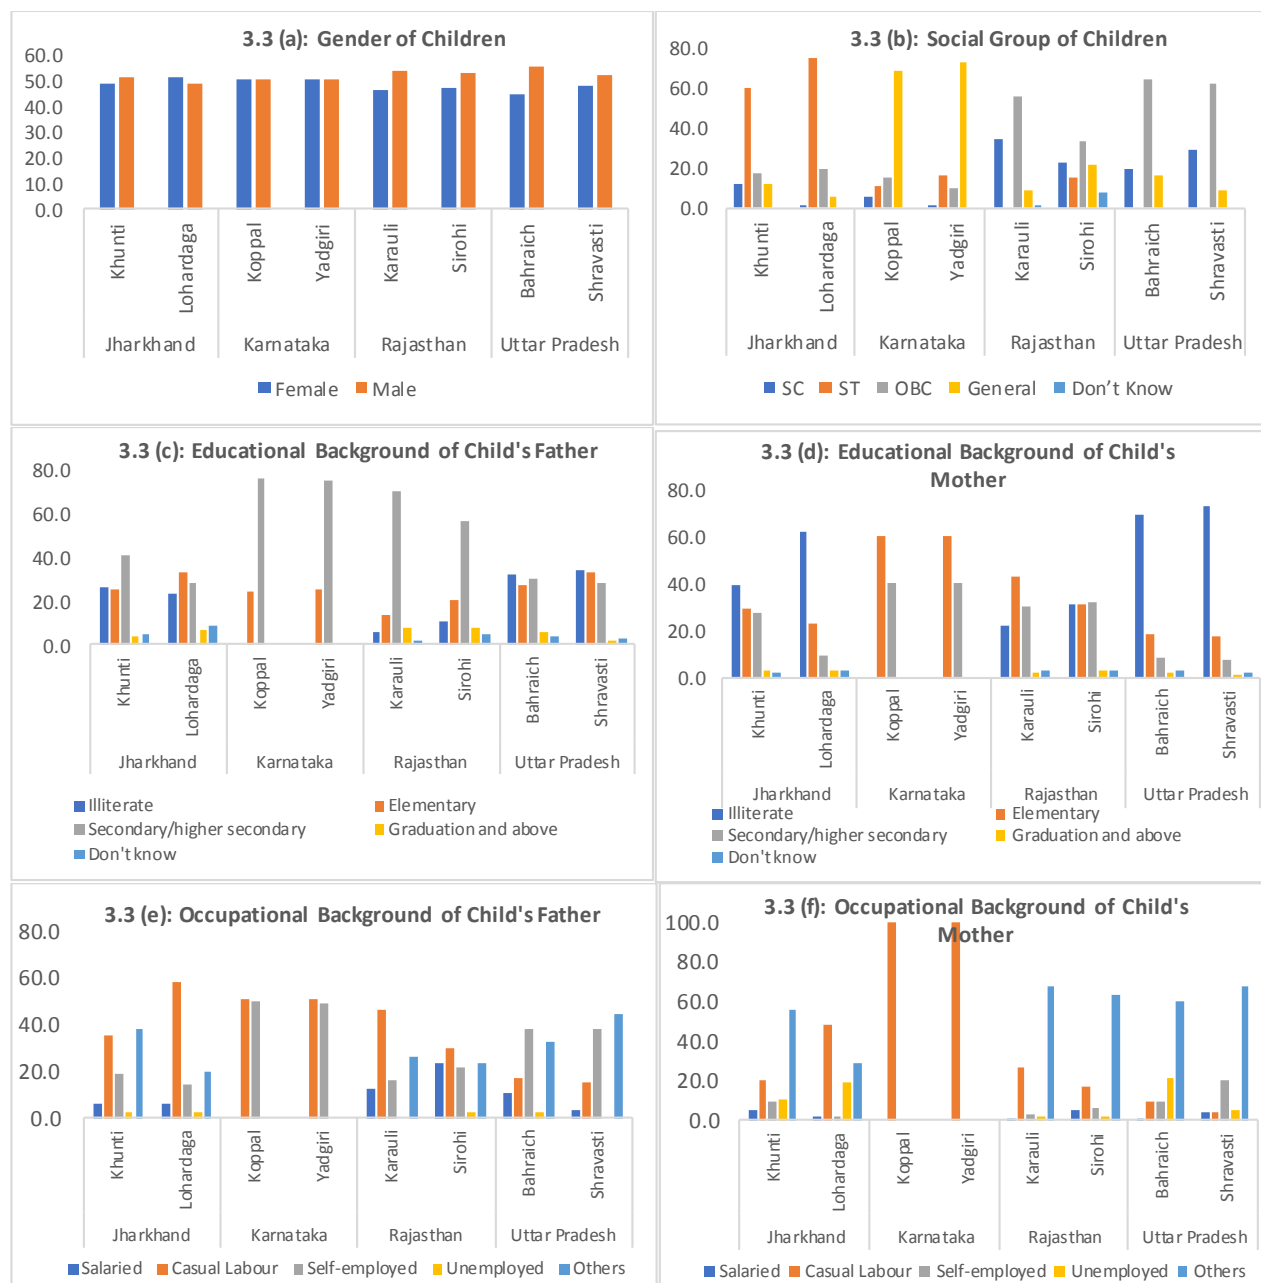 3.3 (a): Gender of Children
60.0
50.0
40.0
30.0
20.0
10.0
0.0
Khunti
Lohardaga
Koppal
Yadgiri
Karauli
Sirohi
Bahraich
Shravasti
Jharkhand Karnataka Rajasthan Uttar Pradesh
Female Male
3.3 (b): Social Group of Children
80.0
60.0
40.0
20.0
0.0
Khunti
Lohardaga
Koppal
Yadgiri
Karauli
Sirohi
Bahraich
Shravasti
Jharkhand Karnataka Rajasthan Uttar Pradesh
SC ST OBC General Don’t Know
3.3 (c): Educational Background of Child's Father
80.0
60.0
40.0
20.0
0.0
Khunti
Lohardaga
Koppal
Yadgiri
Karauli
Sirohi
Bahraich
Shravasti
Jharkhand Karnataka Rajasthan Uttar Pradesh
Illiterate Elementary
Secondary/higher secondary Graduation and above
Don't know
3.3 (d): Educational Background of Child's
Mother
80.0
60.0
40.0
20.0
0.0
Khunti
Lohardaga
Koppal
Yadgiri
Karauli
Sirohi
Bahraich
Shravasti
Jharkhand Karnataka Rajasthan Uttar Pradesh
Illiterate Elementary
Secondary/higher secondary Graduation and above
Don't know
3.3 (e): Occupational Background of Child's Father
80.0
60.0
40.0
20.0
0.0
Khunti
Lohardaga
Koppal
Yadgiri
Karauli
Sirohi
Bahraich
Shravasti
Jharkhand Karnataka Rajasthan Uttar Pradesh
Salaried Casual Labour Self-employed Unemployed Others
3.3 (f): Occupational Background of Child's
Mother
100.0
80.0
60.0
40.0
20.0
0.0
Khunti
Lohardaga
Koppal
Yadgiri
Karauli
Sirohi
Bahraich
Shravasti
Jharkhand Karnataka Rajasthan Uttar Pradesh
Salaried Casual Labour Self-employed Unemployed Others